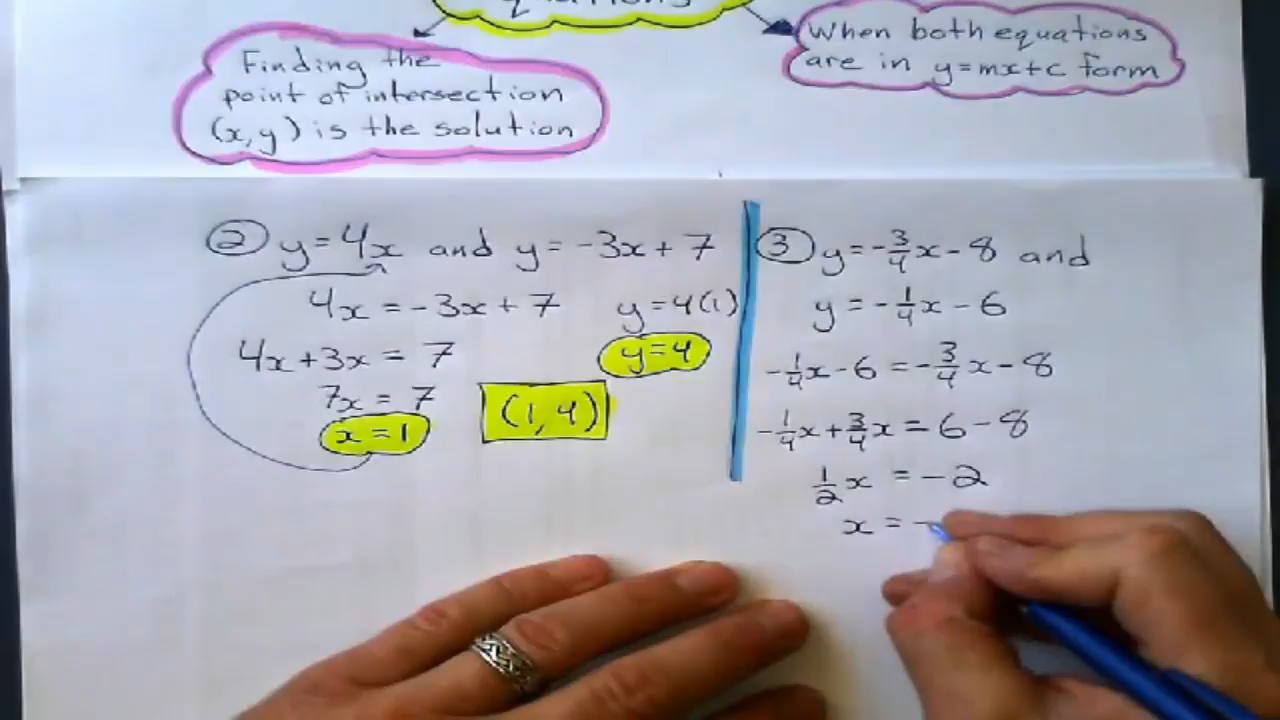 equations
Finding the
point of intersection
(x,y) is the solution
When both equations
are in y=mx+c form
② y=4x and y=-3x+7
4x=-3x+7
4x+3x=7
7x=7
x=1
y=4(1)
y=4
(1,4)
③ y=-3/4x-8 and
y=-1/4x-6
-1/4x-6=-3/4x-8
-1/4x+3/4x=6-8
1/2x=-2
x=-